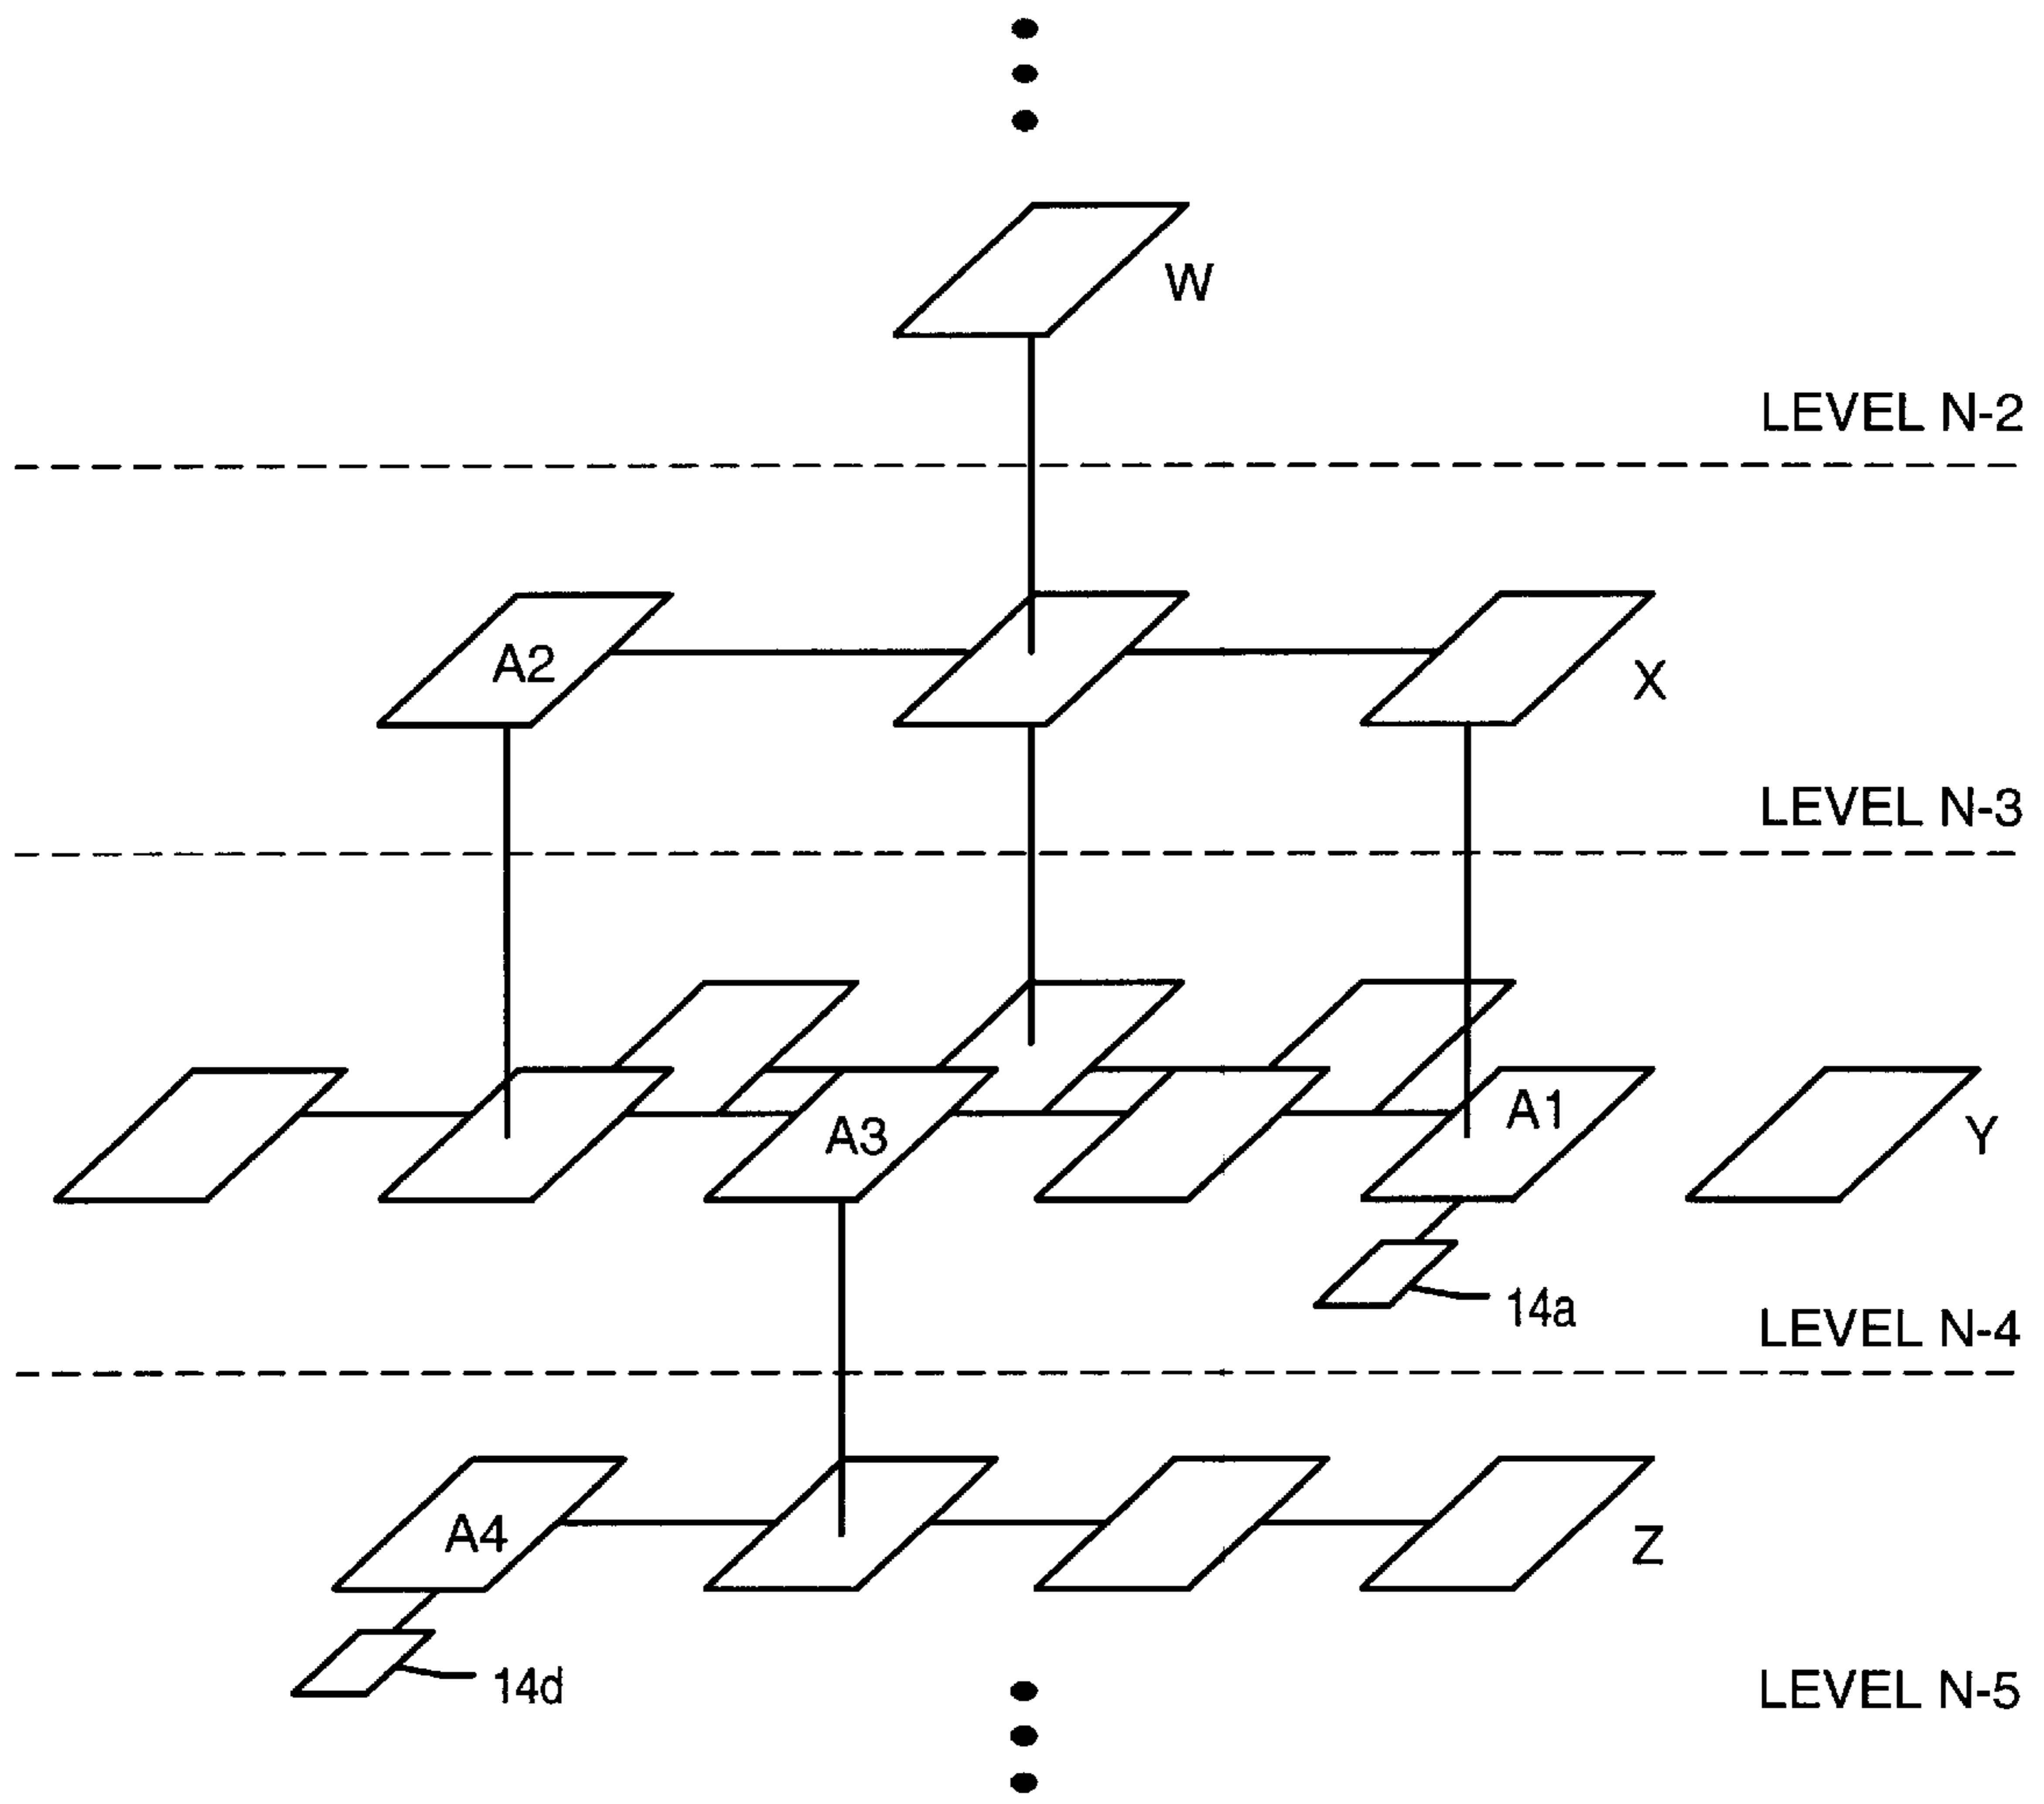 W
LEVEL N-2
A2
X
LEVEL N-3
A3
A1
Y
14a
LEVEL N-4
A4
Z
14d
LEVEL N-5